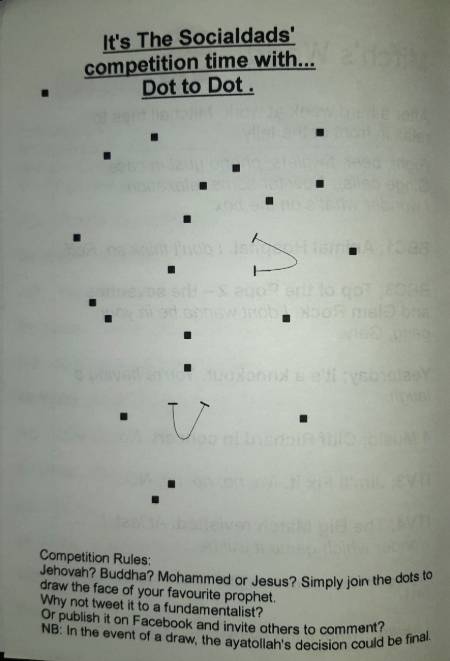 It's The Socialdads'
competition time with...
Dot to Dot .
Competition Rules:
Jehovah? Buddha? Mohammed or Jesus? Simply join the dots to
draw the face of your favourite prophet.
Why not tweet it to a fundamentalist?
Or publish it on Facebook and invite others to comment?
NB: In the event of a draw, the ayatollah's decision could be final.